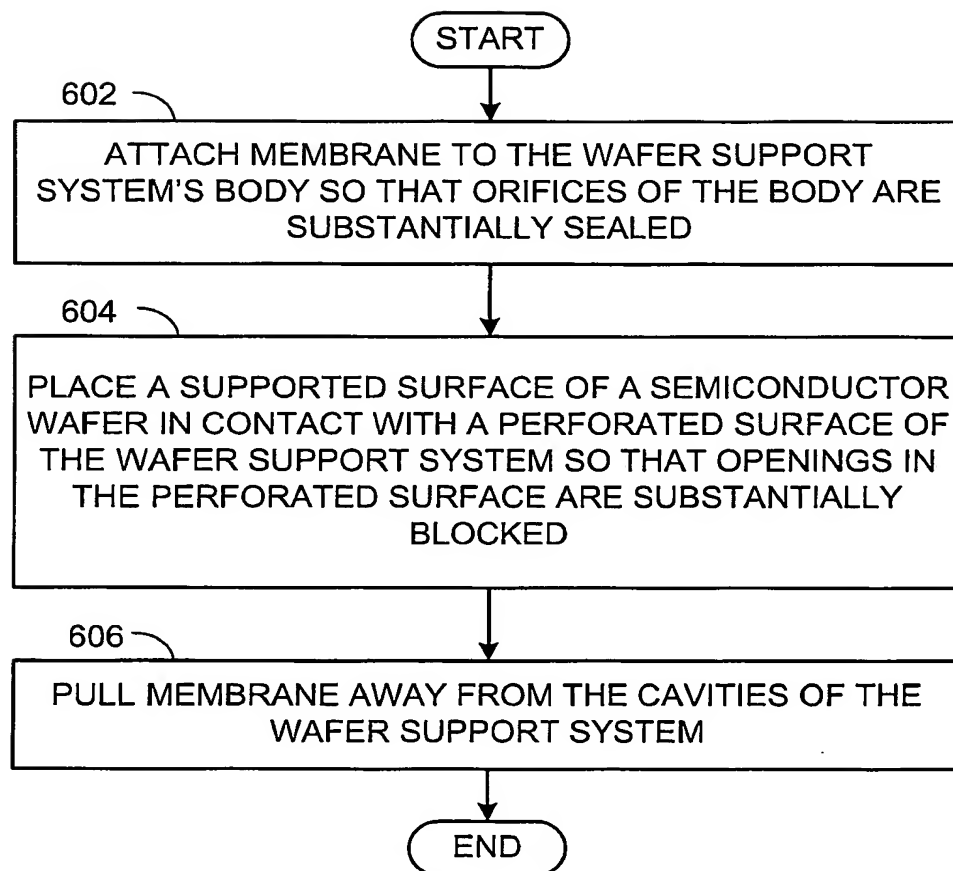 START
602
ATTACH MEMBRANE TO THE WAFER SUPPORT
SYSTEM'S BODY SO THAT ORIFICES OF THE BODY ARE
SUBSTANTIALLY SEALED
604
PLACE A SUPPORTED SURFACE OF A SEMICONDUCTOR
WAFER IN CONTACT WITH A PERFORATED SURFACE OF
THE WAFER SUPPORT SYSTEM SO THAT OPENINGS IN
THE PERFORATED SURFACE ARE SUBSTANTIALLY
BLOCKED
606
PULL MEMBRANE AWAY FROM THE CAVITIES OF THE
WAFER SUPPORT SYSTEM
END